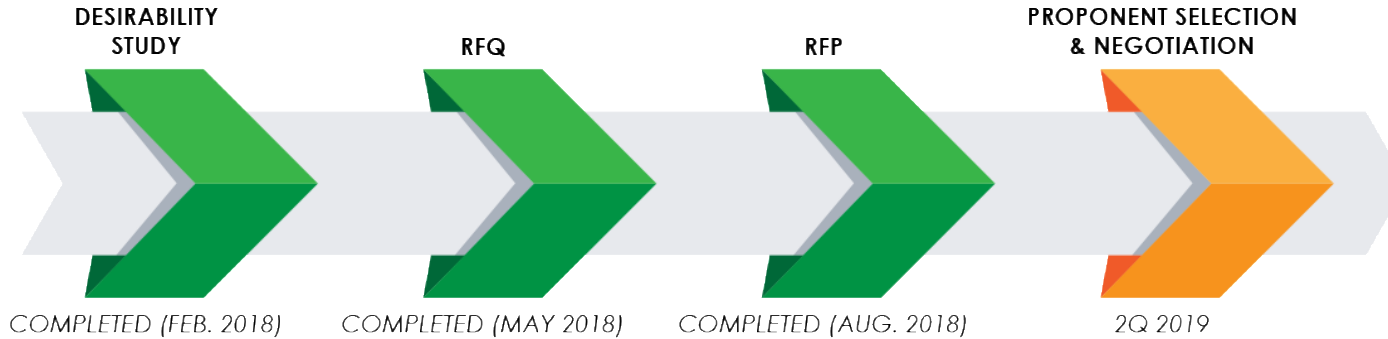 DESIRABILITY
STUDY
RFQ
RFP
PROPONENT SELECTION
& NEGOTIATION
COMPLETED (FEB. 2018)
COMPLETED (MAY 2018)
COMPLETED (AUG. 2018)
2Q 2019